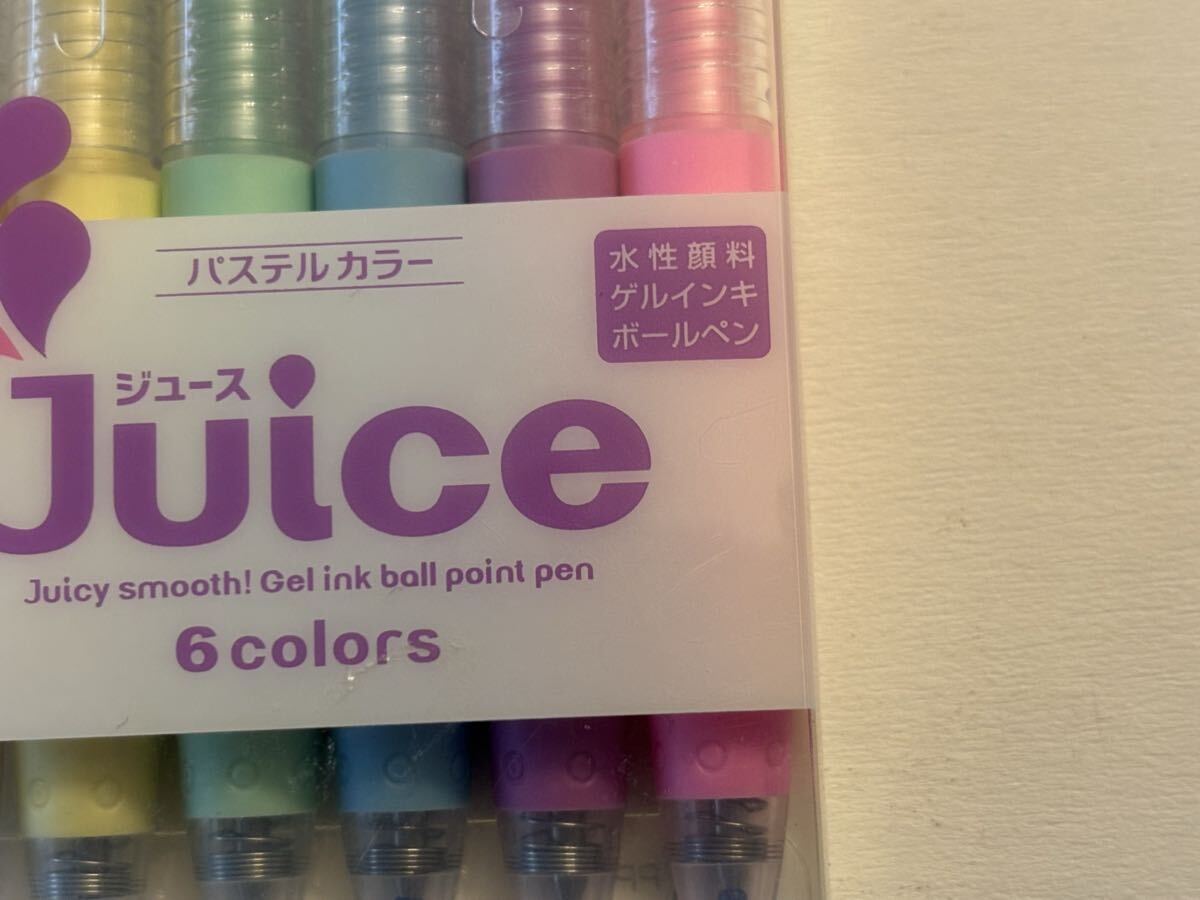 パステルカラー
水性顔料
ゲルインキ
ボールペン
ジュース
Juice
Juicy smooth! Gel ink ball point pen
6 colors